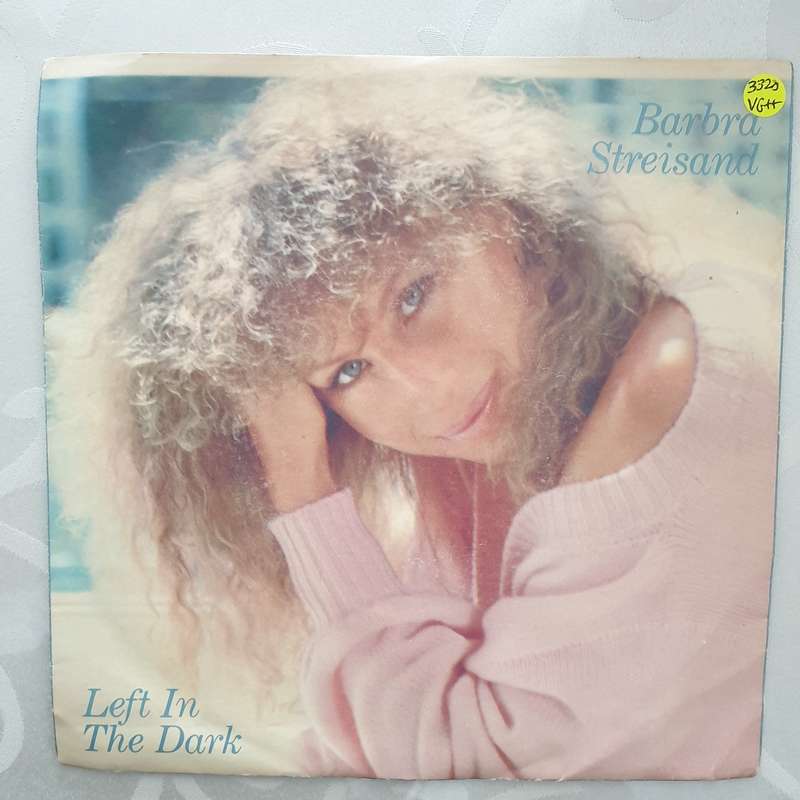 3320
VG++
Barbra
Streisand
Left In
The Dark